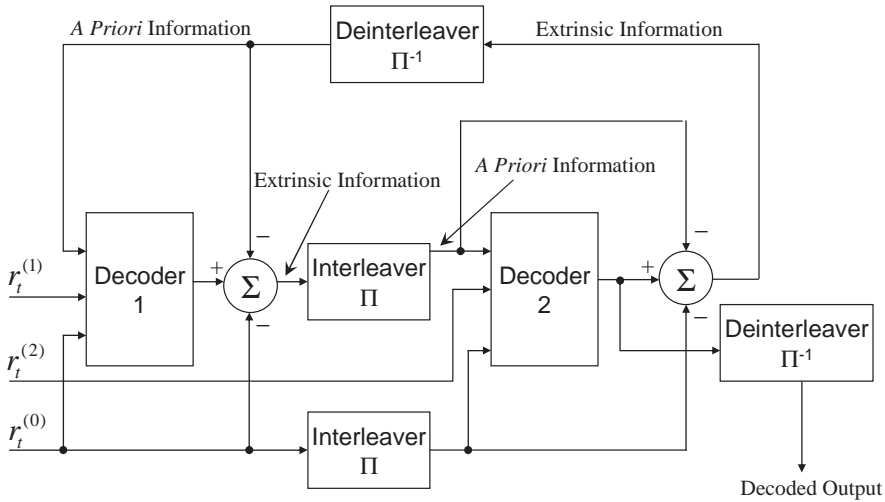 A Priori Information
Deinterleaver
Π⁻¹
Extrinsic Information
A Priori Information
Extrinsic Information
−
−
r_t^(1)
Decoder
1
+
Σ
Interleaver
Π
Decoder
2
+
Σ
−
−
r_t^(2)
Deinterleaver
Π⁻¹
r_t^(0)
Interleaver
Π
Decoded Output